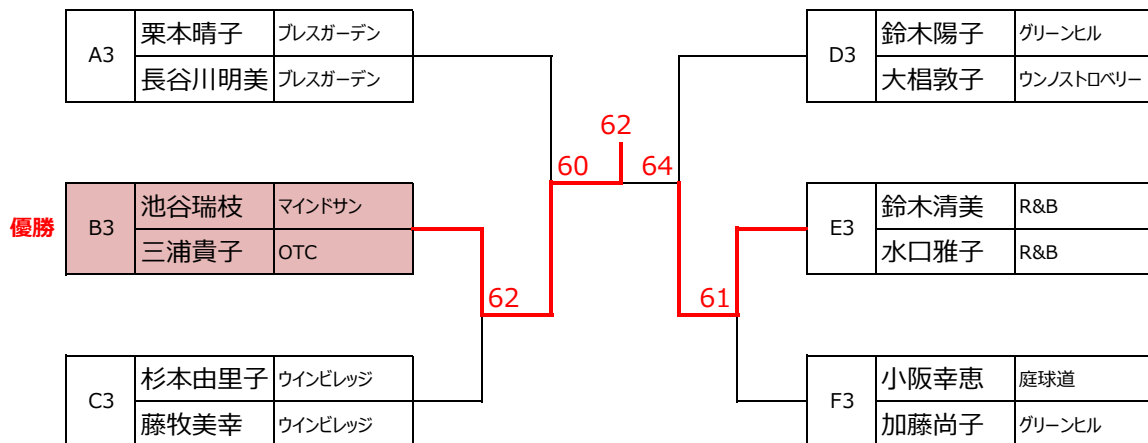 A3 栗本晴子 ブレスガーデン
長谷川明美 ブレスガーデン
D3 鈴木陽子 グリーンヒル
大椙敦子 ウンノストロベリー
62
60 64
優勝 B3 池谷瑞枝 マインドサン
三浦貴子 OTC
E3 鈴木清美 R&B
水口雅子 R&B
62 61
C3 杉本由里子 ウインビレッジ
藤牧美幸 ウインビレッジ
F3 小阪幸恵 庭球道
加藤尚子 グリーンヒル